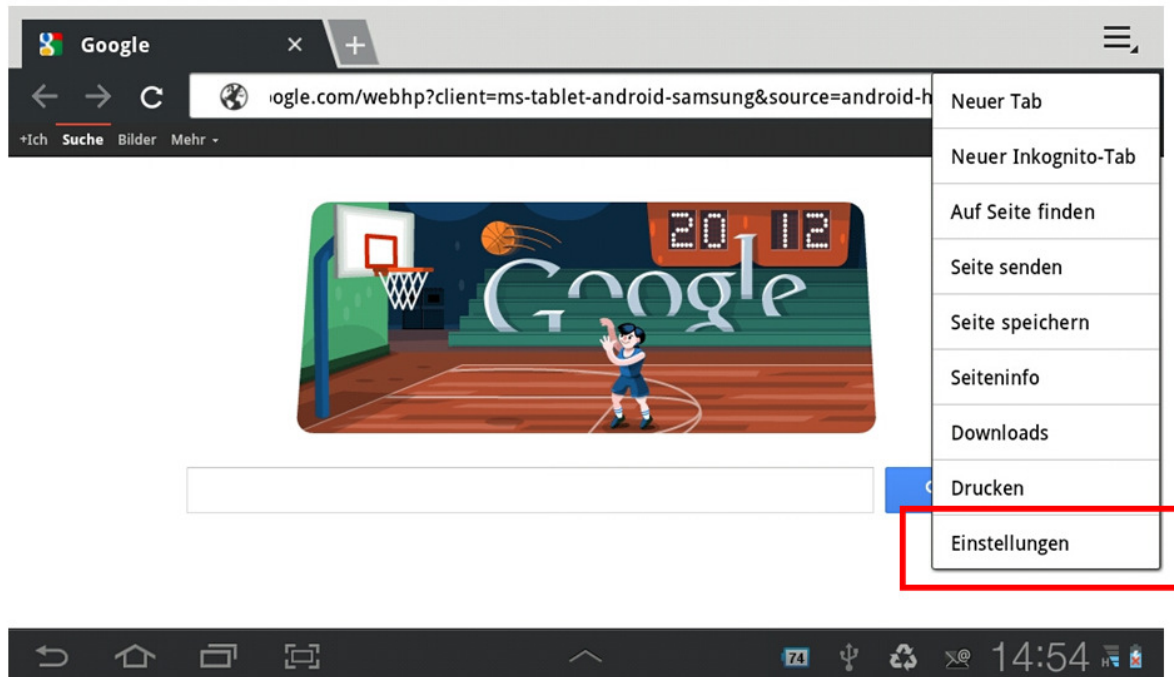 Google
ogle.com/webhp?client=ms-tablet-android-samsung&source=android-h
+Ich Suche Bilder Mehr
20 12
Google
Neuer Tab
Neuer Inkognito-Tab
Auf Seite finden
Seite senden
Seite speichern
Seiteninfo
Downloads
Drucken
Einstellungen
74
14:54
H